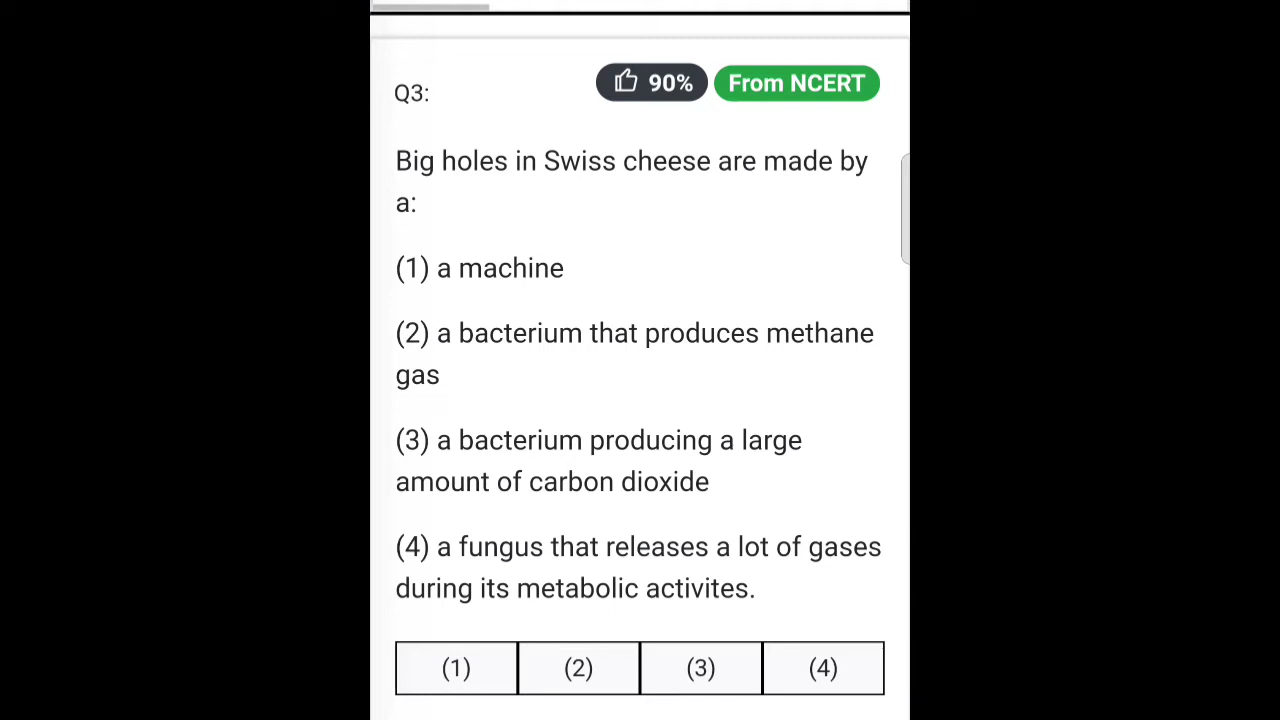 Q3:
90%
From NCERT
Big holes in Swiss cheese are made by
a:
(1) a machine
(2) a bacterium that produces methane
gas
(3) a bacterium producing a large
amount of carbon dioxide
(4) a fungus that releases a lot of gases
during its metabolic activites.
(1)
(2)
(3)
(4)